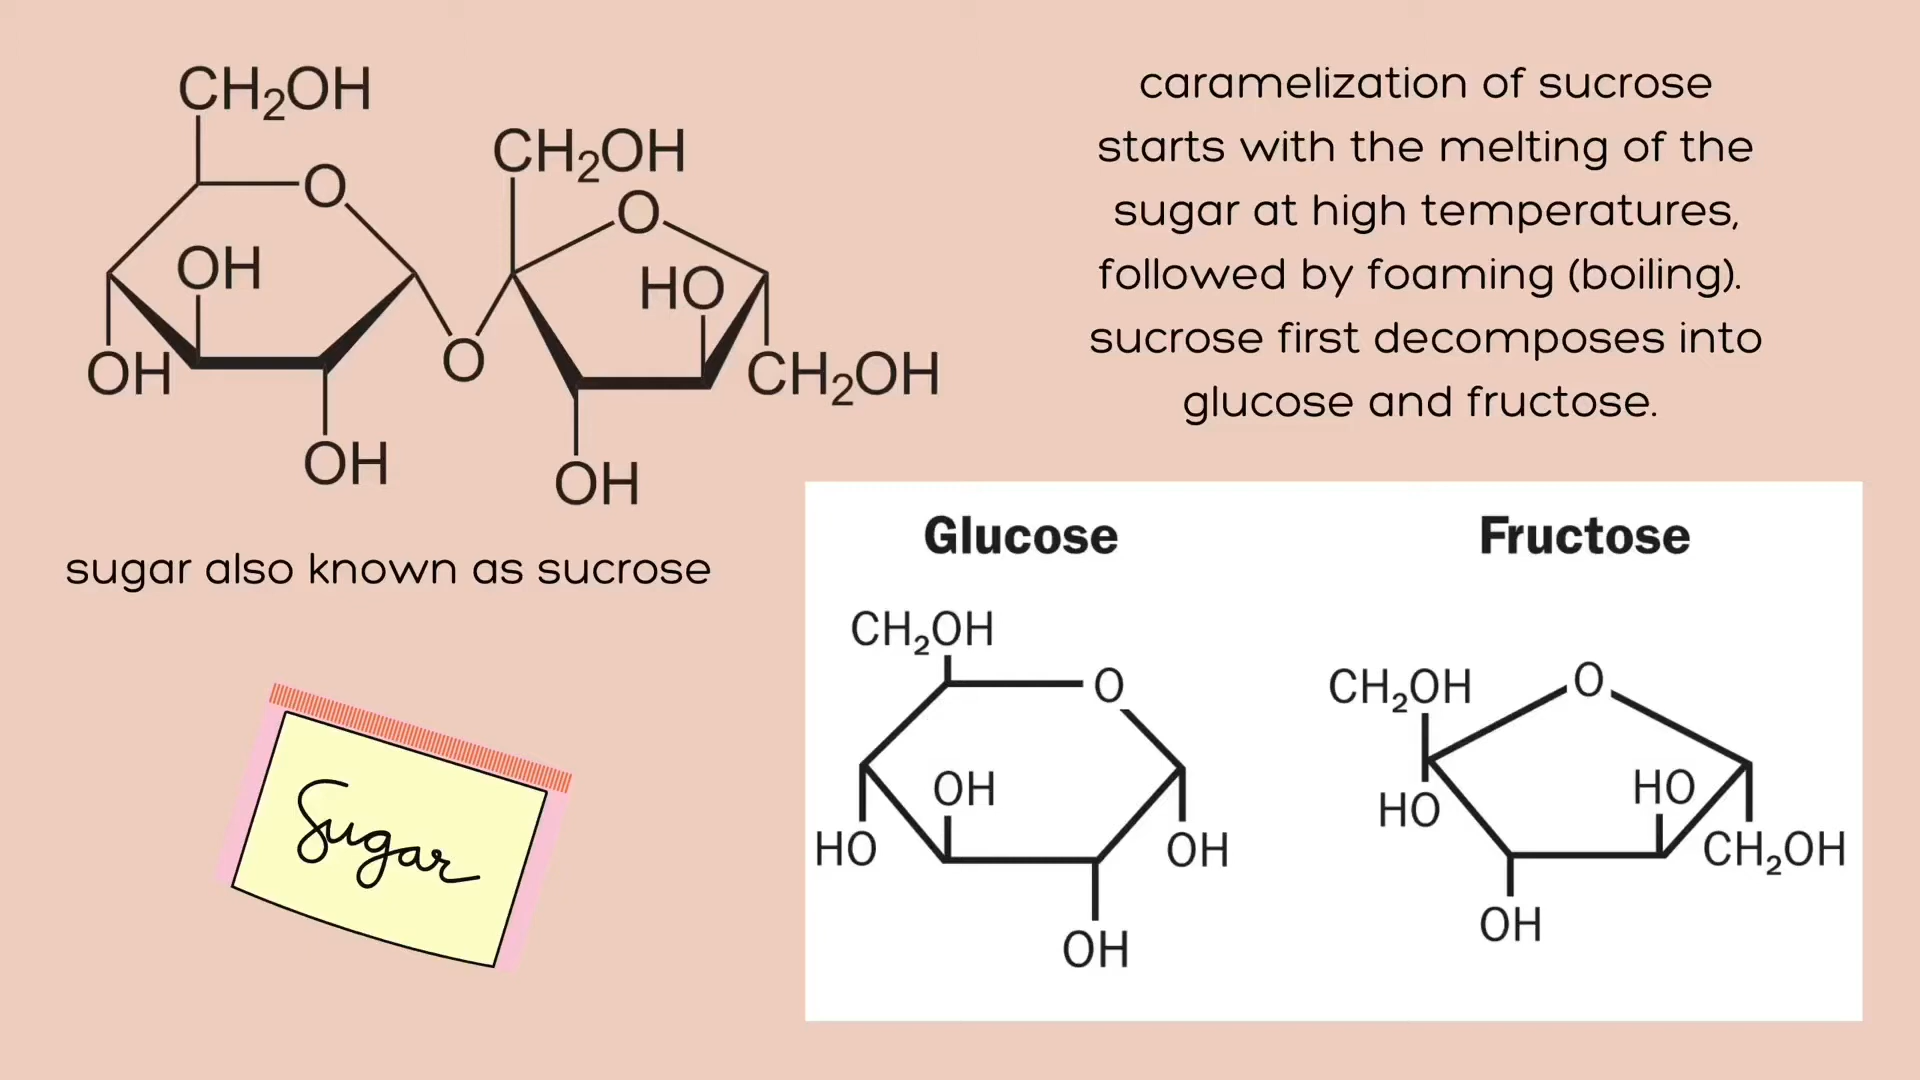 CH₂OH
O
OH
OH
OH
O
CH₂OH
O
HO
CH₂OH
OH
sugar also known as sucrose
Sugar
caramelization of sucrose
starts with the melting of the
sugar at high temperatures,
followed by foaming (boiling).
sucrose first decomposes into
glucose and fructose.
Glucose
CH₂OH
O
OH
HO
OH
OH
Fructose
CH₂OH
O
HO
HO
CH₂OH
OH